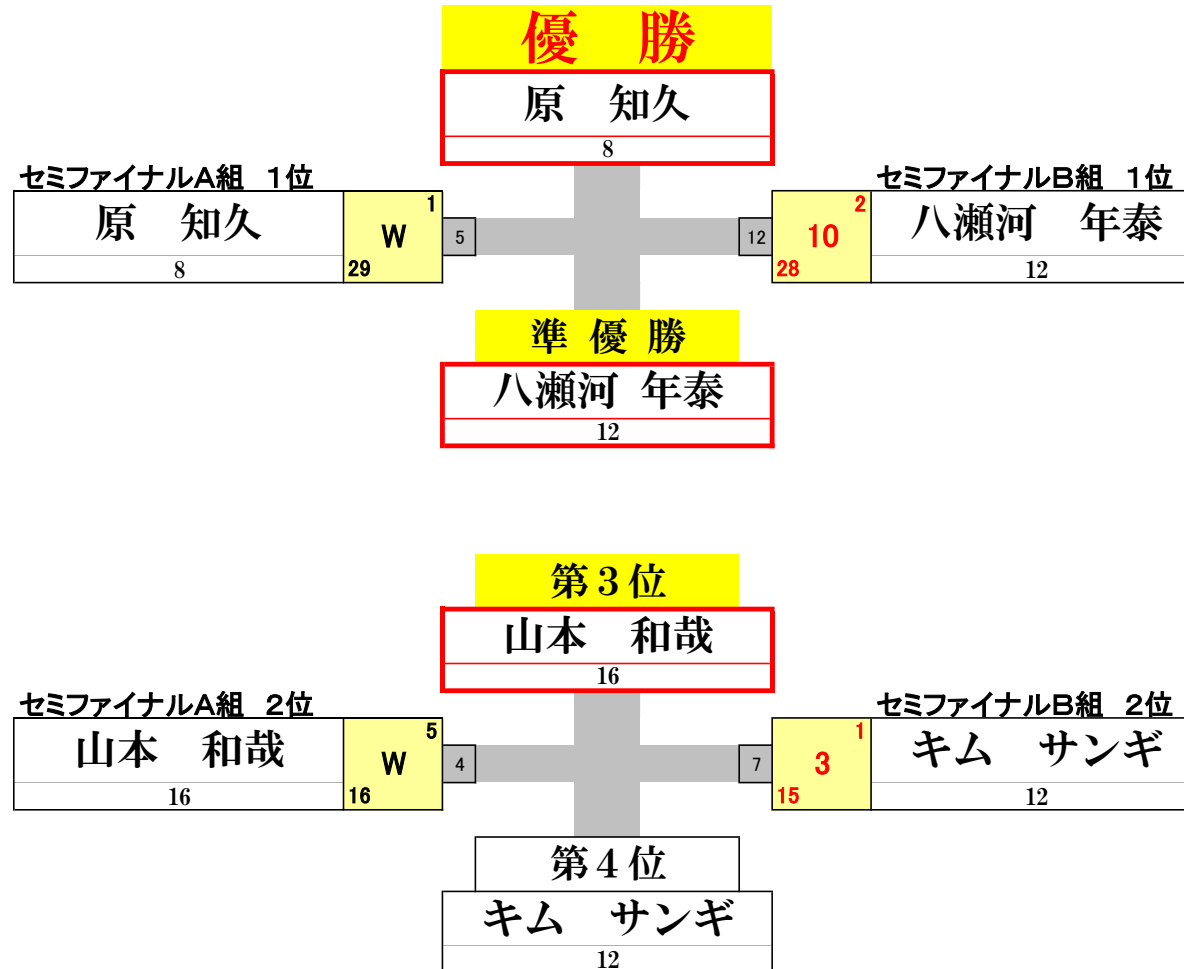 優　勝
原　知久
8
セミファイナルA組 1位
セミファイナルB組 1位
原　知久
8
1
W
29
5
12
2
10
28
八瀬河　年泰
12
準 優 勝
八瀬河 年泰
12
第３位
山本　和哉
16
セミファイナルA組 2位
セミファイナルB組 2位
山本　和哉
16
5
W
16
4
7
1
3
15
キム　サンギ
12
第４位
キム　サンギ
12